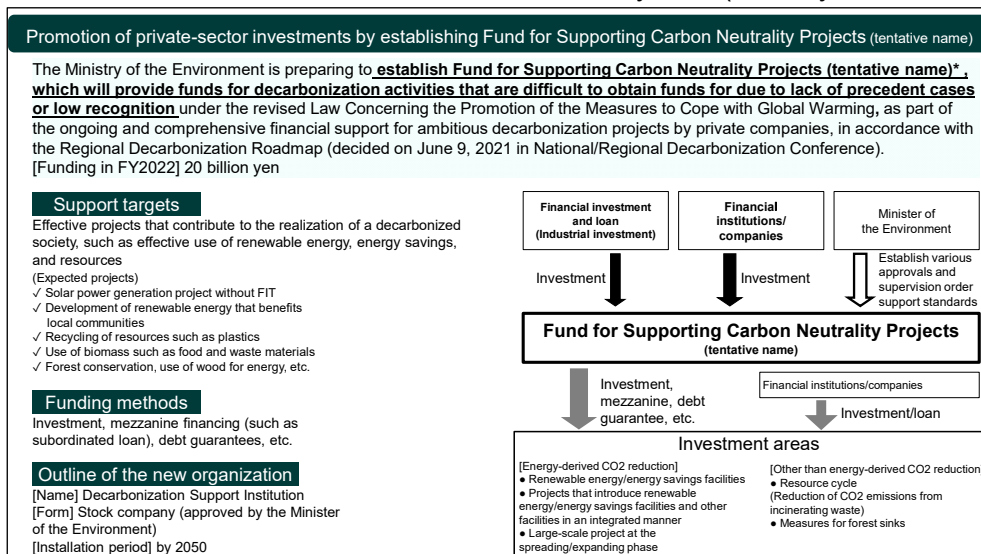 Promotion of private-sector investments by establishing Fund for Supporting Carbon Neutrality Projects (tentative name)
The Ministry of the Environment is preparing to establish Fund for Supporting Carbon Neutrality Projects (tentative name)* ,
which will provide funds for decarbonization activities that are difficult to obtain funds for due to lack of precedent cases
or low recognition under the revised Law Concerning the Promotion of the Measures to Cope with Global Warming, as part of
the ongoing and comprehensive financial support for ambitious decarbonization projects by private companies, in accordance with
the Regional Decarbonization Roadmap (decided on June 9, 2021 in National/Regional Decarbonization Conference).
[Funding in FY2022] 20 billion yen
Support targets
Effective projects that contribute to the realization of a decarbonized
society, such as effective use of renewable energy, energy savings,
and resources
(Expected projects)
✓ Solar power generation project without FIT
✓ Development of renewable energy that benefits
local communities
✓ Recycling of resources such as plastics
✓ Use of biomass such as food and waste materials
✓ Forest conservation, use of wood for energy, etc.
Funding methods
Investment, mezzanine financing (such as
subordinated loan), debt guarantees, etc.
Outline of the new organization
[Name] Decarbonization Support Institution
[Form] Stock company (approved by the Minister
of the Environment)
[Installation period] by 2050
Financial investment
and loan
(Industrial investment)
Financial
institutions/
companies
Minister of
the Environment
Investment
Investment
Establish various
approvals and
supervision order
support standards
Fund for Supporting Carbon Neutrality Projects
(tentative name)
Investment,
mezzanine, debt
guarantee, etc.
Financial institutions/companies
Investment/loan
Investment areas
[Energy-derived CO2 reduction]
● Renewable energy/energy savings facilities
● Projects that introduce renewable
energy/energy savings facilities and other
facilities in an integrated manner
● Large-scale project at the
spreading/expanding phase
[Other than energy-derived CO2 reduction
● Resource cycle
(Reduction of CO2 emissions from
incinerating waste)
● Measures for forest sinks